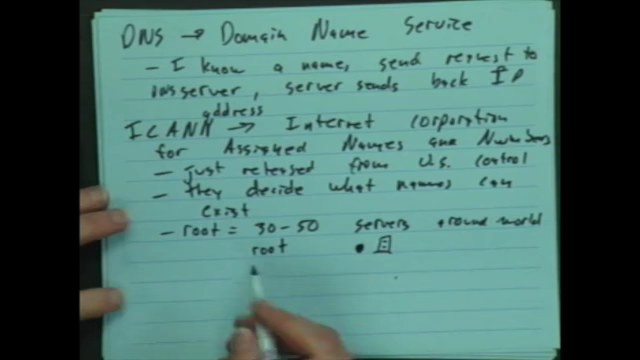 DNS → Domain Name Service
- I know a name, send request to
DNS server, server sends back IP
address
ICANN → Internet Corporation
for Assigned Names and Numbers
- just released from U.S. control
- they decide what names can
exist
- root = 30-50 servers around world
root